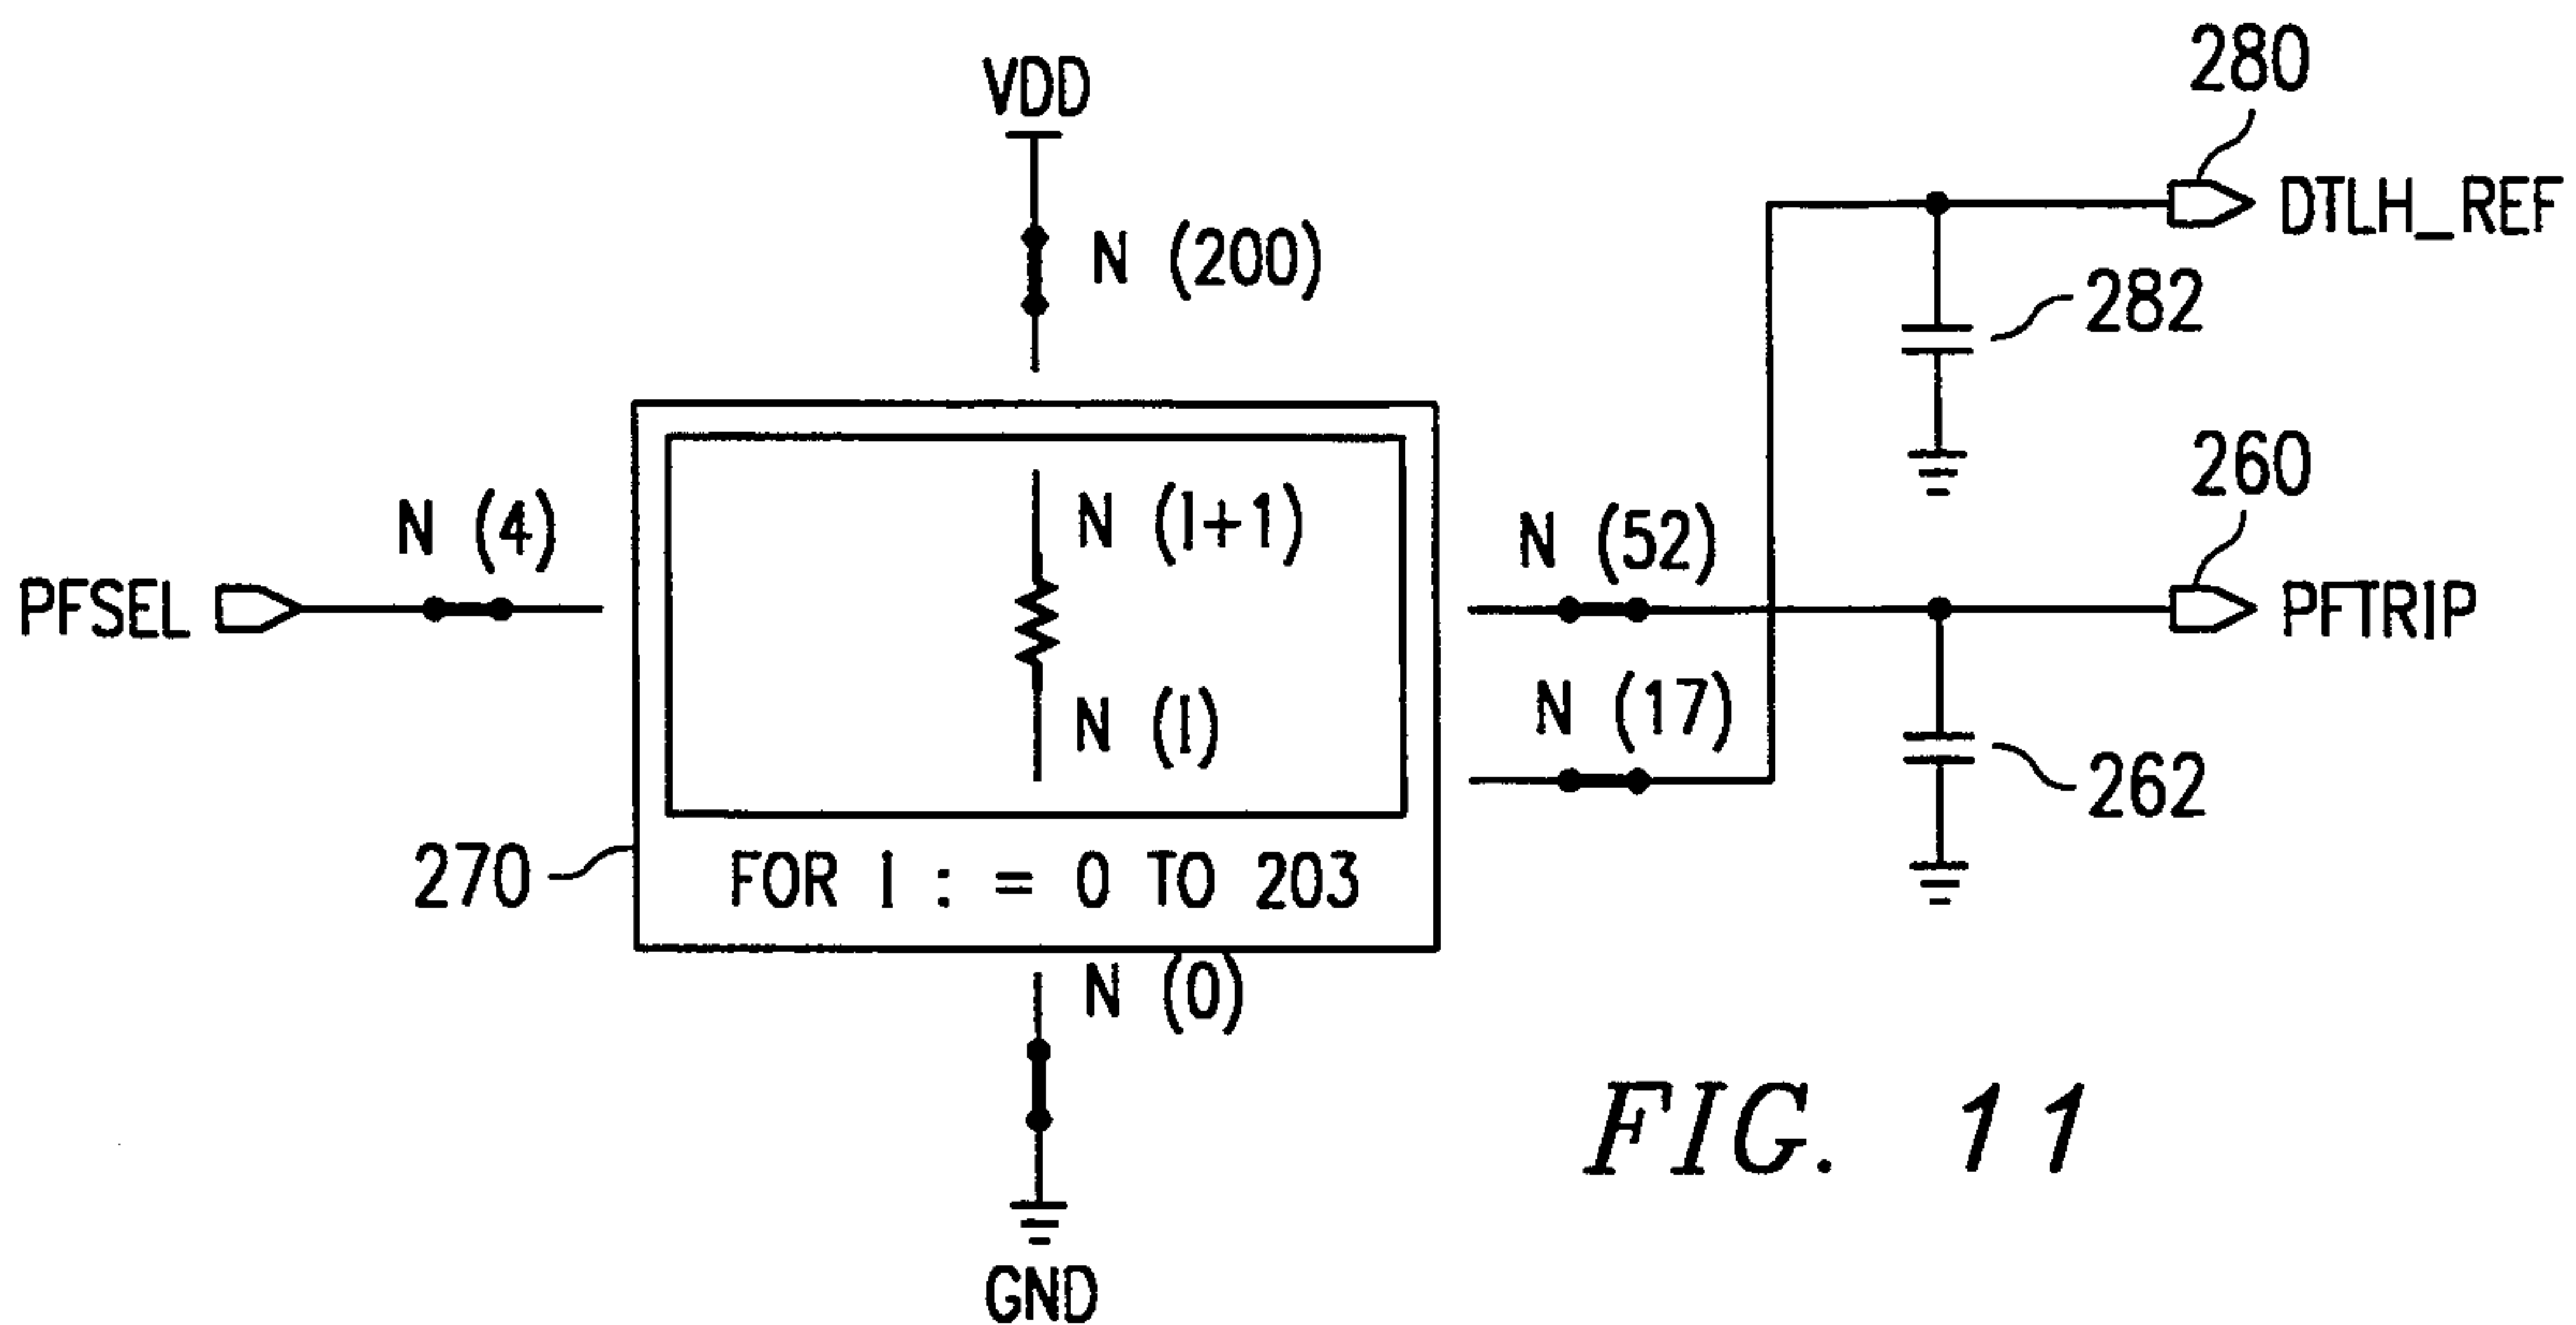 280
VDD
DTLH_REF
N (200)
282
260
N (4)
N (I+1)
N (52)
PFSEL
PFTRIP
N (I)
N (17)
262
270
FOR I : = 0 TO 203
N (0)
FIG. 11
GND